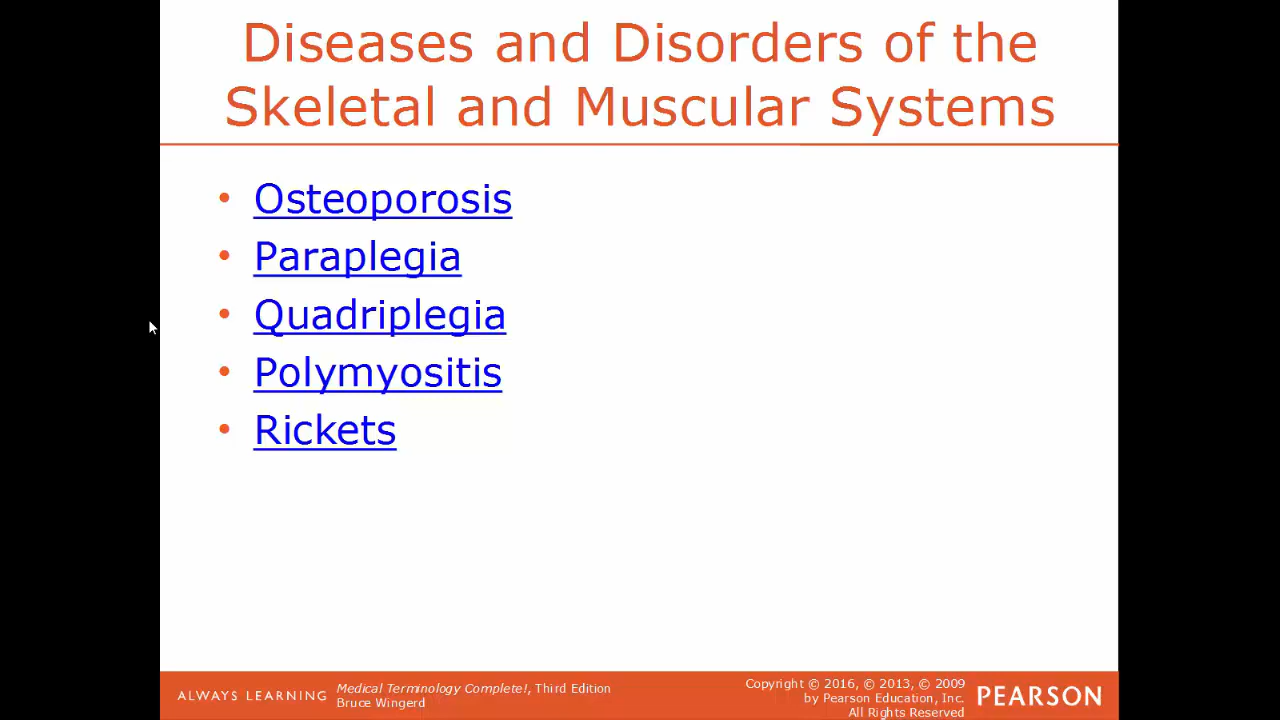 Diseases and Disorders of the
Skeletal and Muscular Systems
• Osteoporosis
• Paraplegia
• Quadriplegia
• Polymyositis
• Rickets
ALWAYS LEARNING
Medical Terminology Complete!, Third Edition
Bruce Wingerd
Copyright © 2016, © 2013, © 2009
by Pearson Education, Inc.
All Rights Reserved
PEARSON